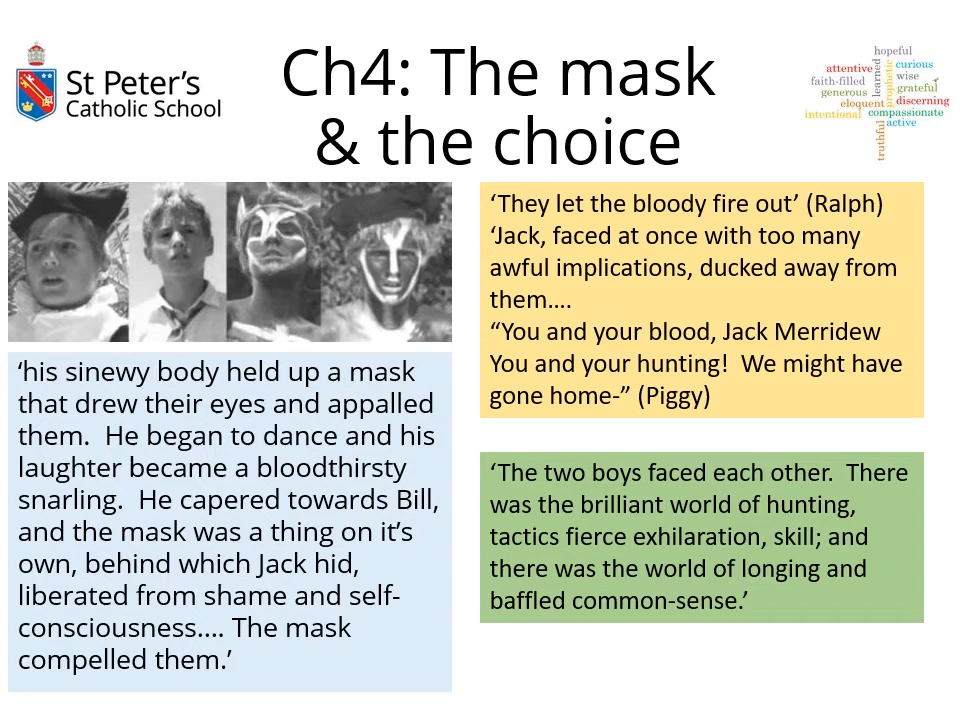 St Peter's
Catholic School
Ch4: The mask
& the choice
hopeful
attentive
curious
learned
prophetic
faith-filled
wise
generous
grateful
eloquent
discerning
intentional
compassionate
active
truthful
‘his sinewy body held up a mask
that drew their eyes and appalled
them.  He began to dance and his
laughter became a bloodthirsty
snarling.  He capered towards Bill,
and the mask was a thing on it’s
own, behind which Jack hid,
liberated from shame and self-
consciousness…. The mask
compelled them.’
‘They let the bloody fire out’ (Ralph)
‘Jack, faced at once with too many
awful implications, ducked away from
them….
“You and your blood, Jack Merridew
You and your hunting!  We might have
gone home-” (Piggy)
‘The two boys faced each other.  There
was the brilliant world of hunting,
tactics fierce exhilaration, skill; and
there was the world of longing and
baffled common-sense.’